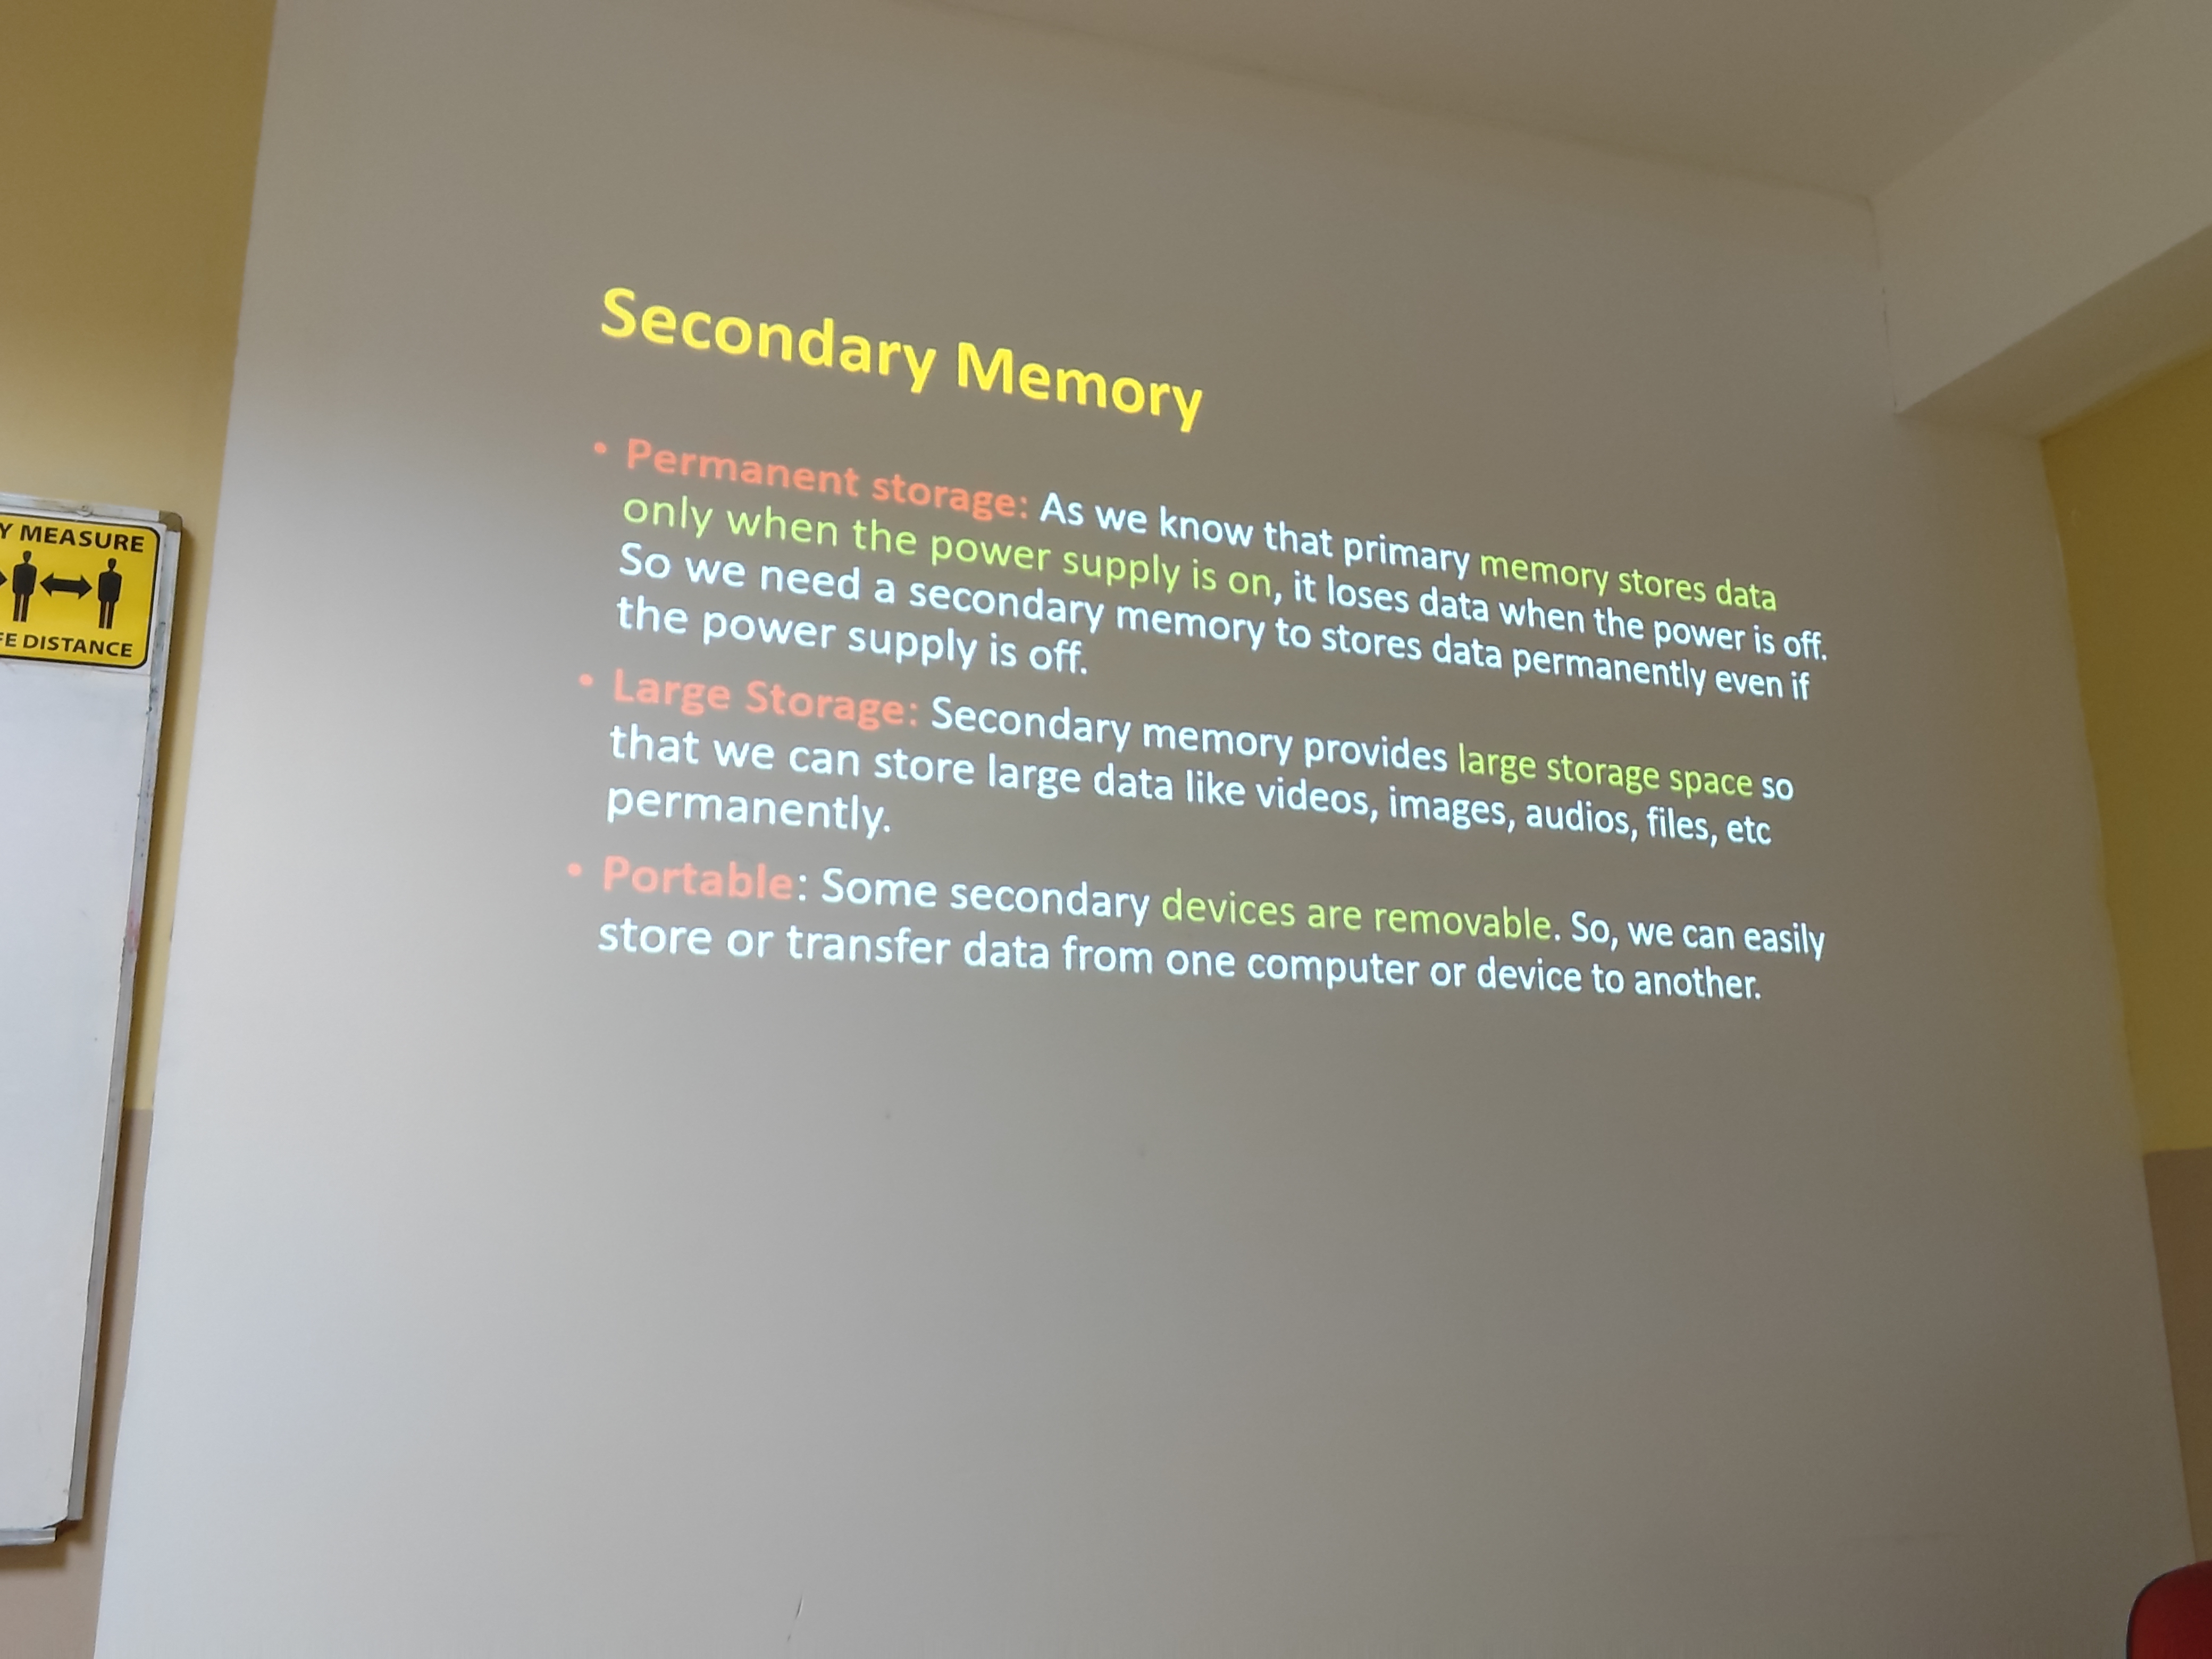 Secondary Memory
• Permanent storage: As we know that primary memory stores data
only when the power supply is on, it loses data when the power is off.
So we need a secondary memory to stores data permanently even if
the power supply is off.
• Large Storage: Secondary memory provides large storage space so
that we can store large data like videos, images, audios, files, etc
permanently.
• Portable: Some secondary devices are removable. So, we can easily
store or transfer data from one computer or device to another.
Y MEASURE
FE DISTANCE